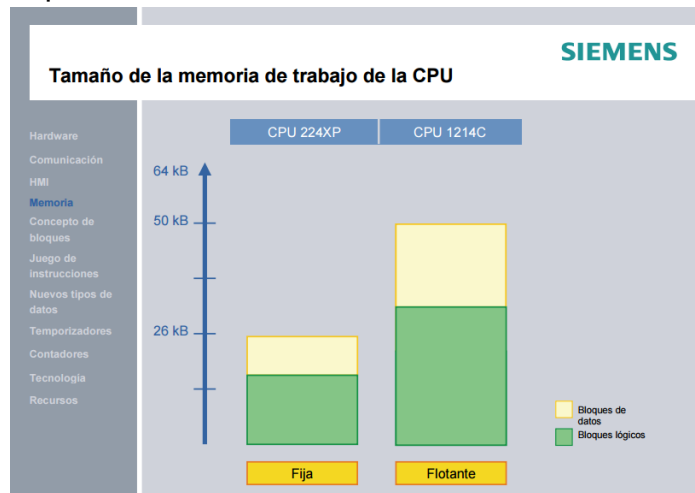 SIEMENS
Tamaño de la memoria de trabajo de la CPU
Hardware
Comunicación
HMI
Memoria
Concepto de
bloques
Juego de
instrucciones
Nuevos tipos de
datos
Temporizadores
Contadores
Tecnología
Recursos
CPU 224XP
CPU 1214C
64 kB
50 kB
26 kB
Bloques de
datos
Bloques lógicos
Fija
Flotante